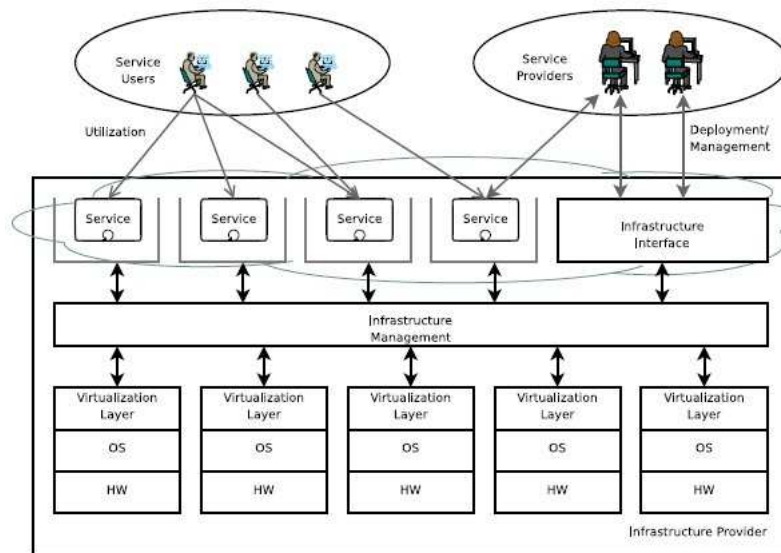 Service
Users
Service
Providers
Utilization
Deployment/
Management
Service
Service
Service
Service
Infrastructure
Interface
Infrastructure
Management
Virtualization
Layer
Virtualization
Layer
Virtualization
Layer
Virtualization
Layer
Virtualization
Layer
OS
OS
OS
OS
OS
HW
HW
HW
HW
HW
Infrastructure Provider